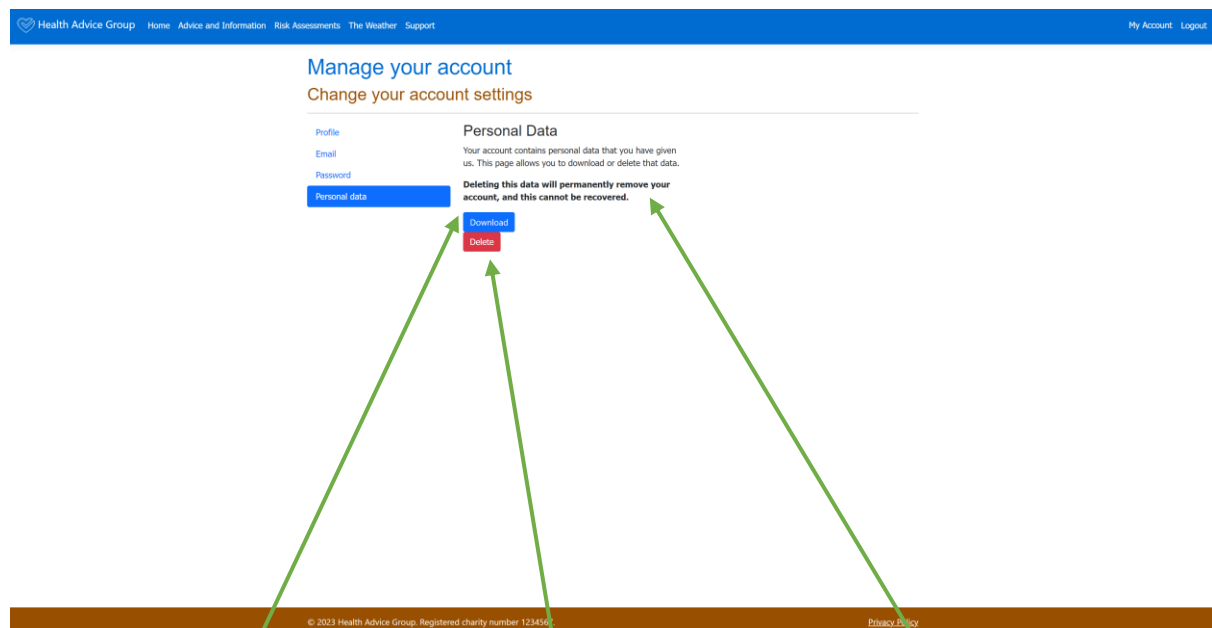 Health Advice Group Home Advice and Information Risk Assessments The Weather Support My Account Logout
Manage your account
Change your account settings
Profile
Email
Password
Personal data
Personal Data
Your account contains personal data that you have given
us. This page allows you to download or delete that data.
Deleting this data will permanently remove your
account, and this cannot be recovered.
Download
Delete
© 2023 Health Advice Group. Registered charity number 1234567. Privacy Policy